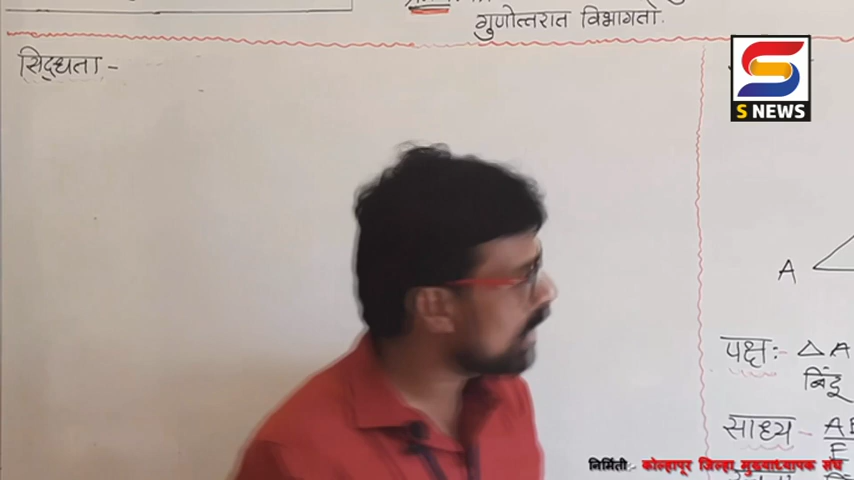 गुणोत्तरात विभागतो.
सिद्धता -
S NEWS
A
पक्षः- △A
बिंदू
साध्य -
निर्मिती - कोल्हापूर जिल्हा मुख्याध्यापक संघ